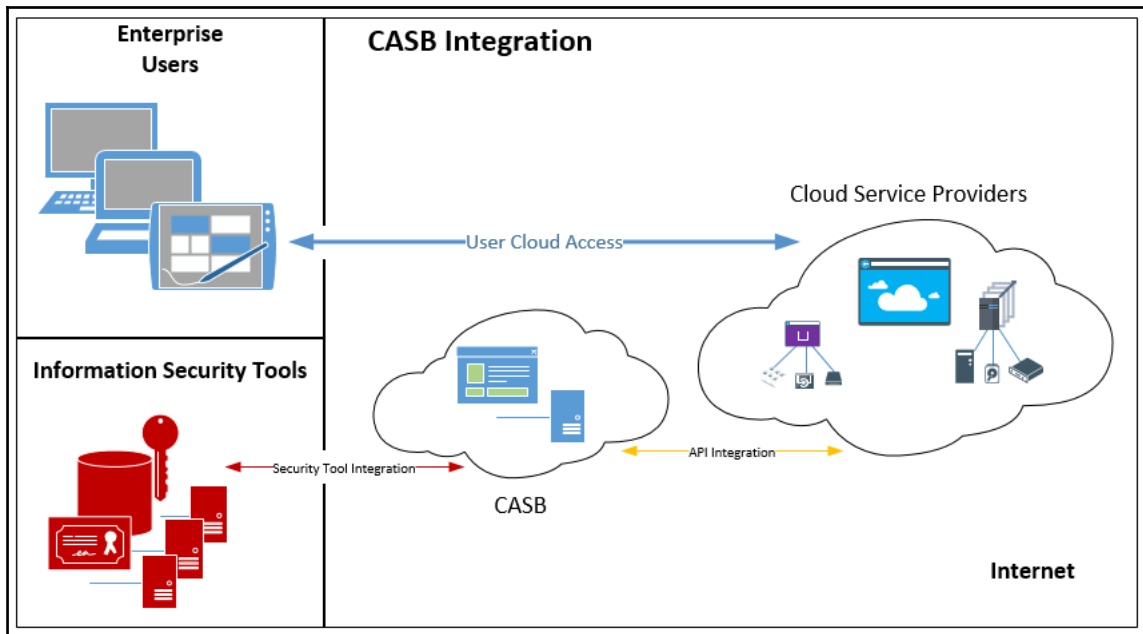 Enterprise
Users
CASB Integration
Cloud Service Providers
User Cloud Access
Information Security Tools
Security Tool Integration
API Integration
CASB
Internet